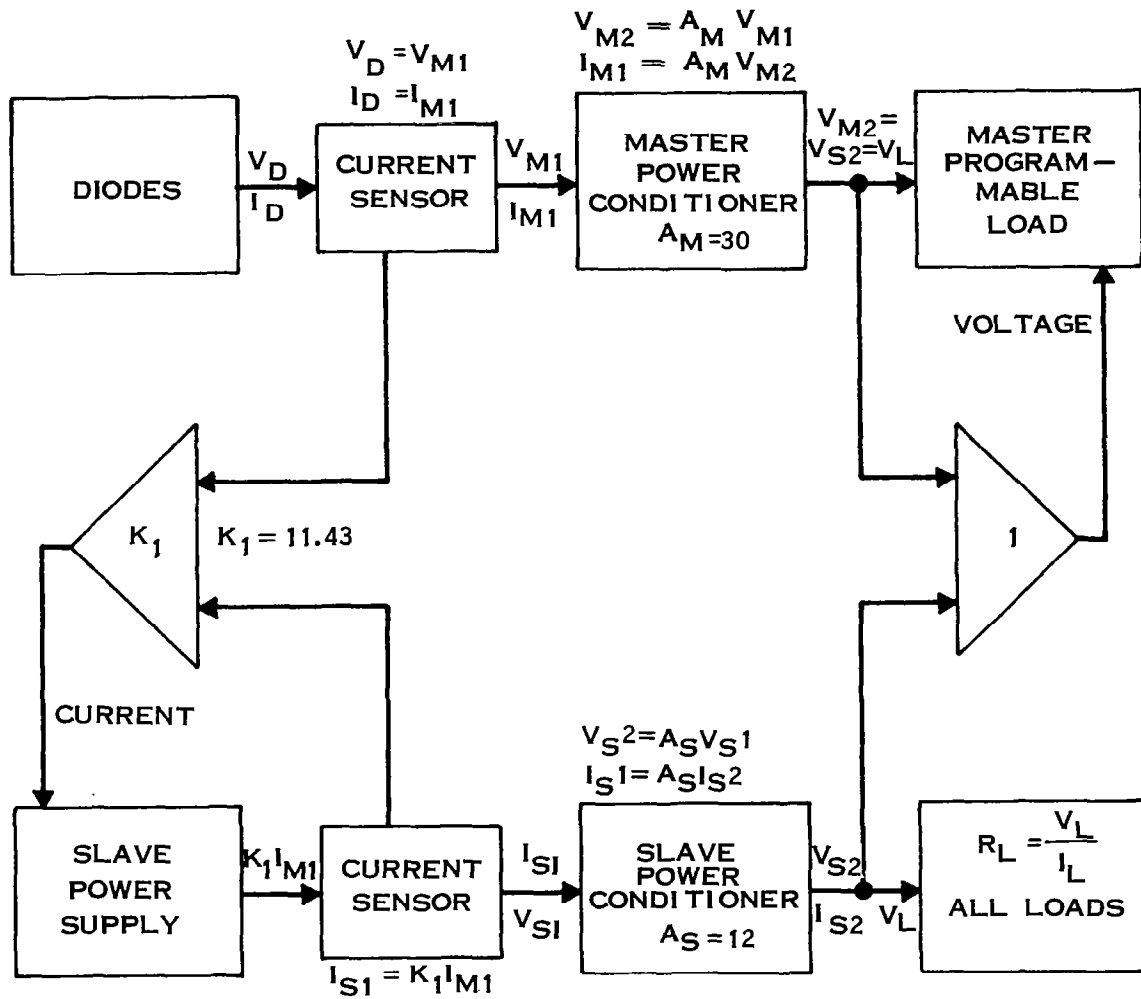 V_M2 = A_M V_M1
I_M1 = A_M V_M2
V_D = V_M1
I_D = I_M1
DIODES
V_D
I_D
CURRENT
SENSOR
V_M1
I_M1
MASTER
POWER
CONDITIONER
A_M = 30
V_M2 =
V_S2 = V_L
MASTER
PROGRAM-
MABLE
LOAD
VOLTAGE
K_1
K_1 = 11.43
1
CURRENT
V_S2 = A_S V_S1
I_S1 = A_S I_S2
SLAVE
POWER
SUPPLY
K_1 I_M1
CURRENT
SENSOR
I_S1 = K_1 I_M1
I_SI
V_SI
SLAVE
POWER
CONDITIONER
A_S = 12
V_S2
I_S2
V_L
R_L = V_L / I_L
ALL LOADS